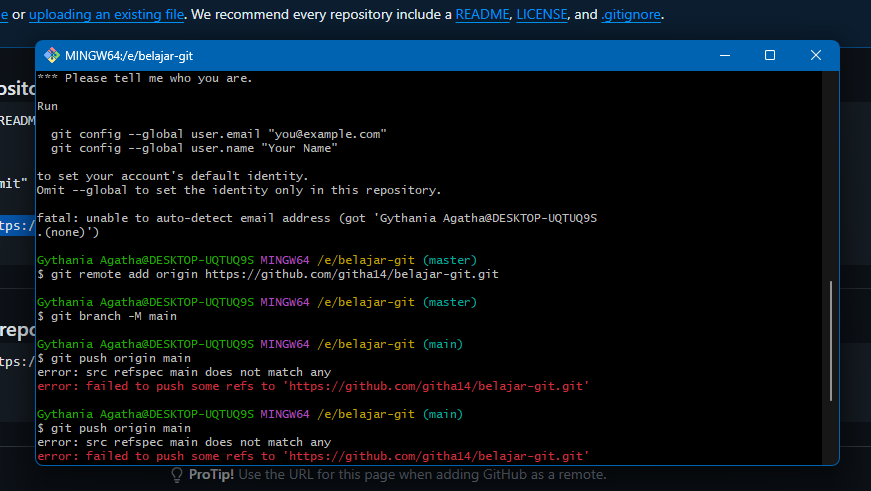 e or uploading an existing file. We recommend every repository include a README, LICENSE, and .gitignore.
MINGW64:/e/belajar-git
*** Please tell me who you are.
Run
git config --global user.email "you@example.com"
git config --global user.name "Your Name"
to set your account's default identity.
Omit --global to set the identity only in this repository.
fatal: unable to auto-detect email address (got 'Gythania Agatha@DESKTOP-UQTUQ9S
.(none)')
Gythania Agatha@DESKTOP-UQTUQ9S MINGW64 /e/belajar-git (master)
$ git remote add origin https://github.com/githa14/belajar-git.git
Gythania Agatha@DESKTOP-UQTUQ9S MINGW64 /e/belajar-git (master)
$ git branch -M main
Gythania Agatha@DESKTOP-UQTUQ9S MINGW64 /e/belajar-git (main)
$ git push origin main
error: src refspec main does not match any
error: failed to push some refs to 'https://github.com/githa14/belajar-git.git'
Gythania Agatha@DESKTOP-UQTUQ9S MINGW64 /e/belajar-git (main)
$ git push origin main
error: src refspec main does not match any
error: failed to push some refs to 'https://github.com/githa14/belajar-git.git'
osito
READM
mit"
tps:/
repo
tps:/
ProTip! Use the URL for this page when adding GitHub as a remote.